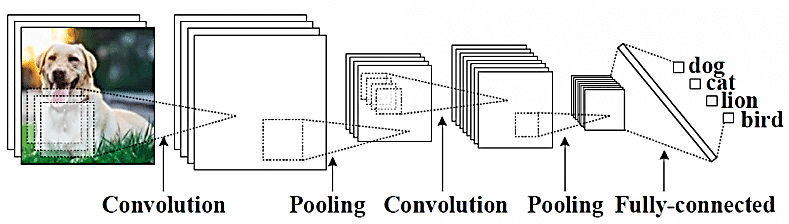 dog
cat
lion
bird
Convolution
Pooling
Convolution
Pooling
Fully-connected